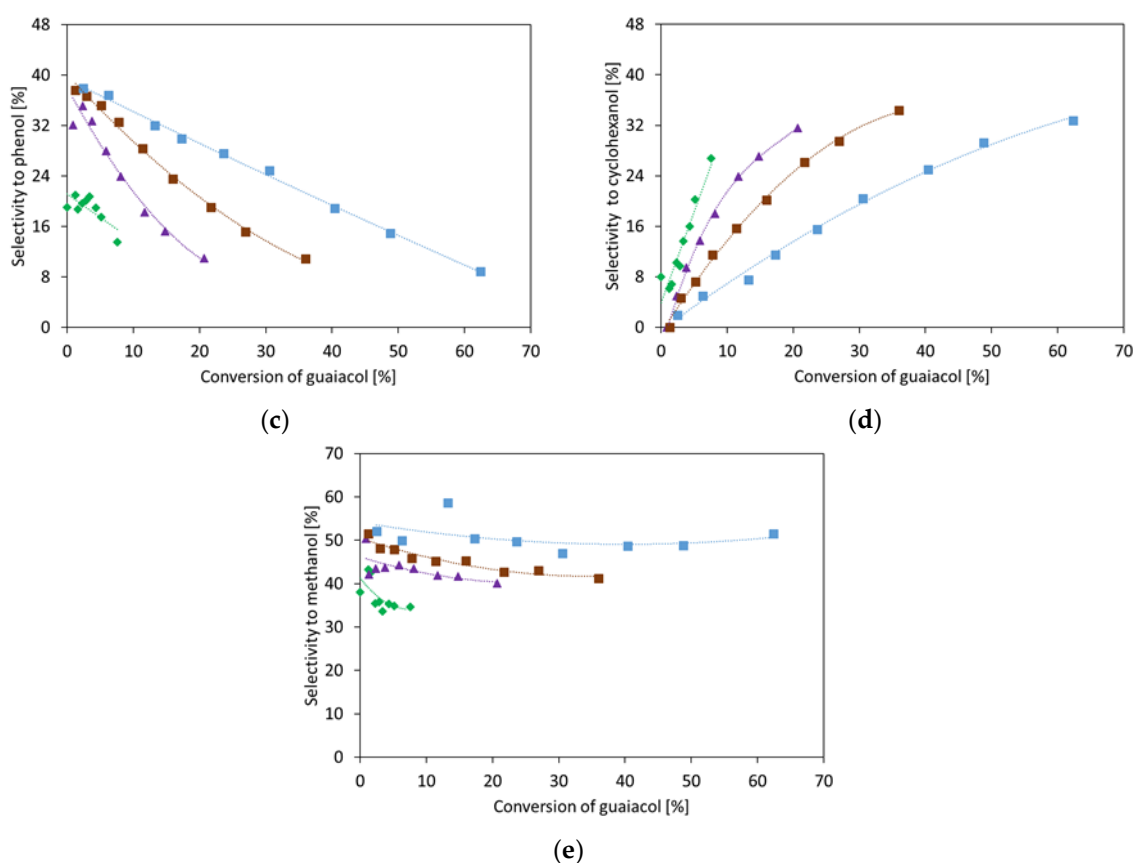 Selectivity to phenol [%]
48
40
32
24
16
8
0
0 10 20 30 40 50 60 70
Conversion of guaiacol [%]
(c)
Selectivity to cyclohexanol [%]
48
40
32
24
16
8
0
0 10 20 30 40 50 60 70
Conversion of guaiacol [%]
(d)
Selectivity to methanol [%]
70
60
50
40
30
20
10
0
0 10 20 30 40 50 60 70
Conversion of guaiacol [%]
(e)